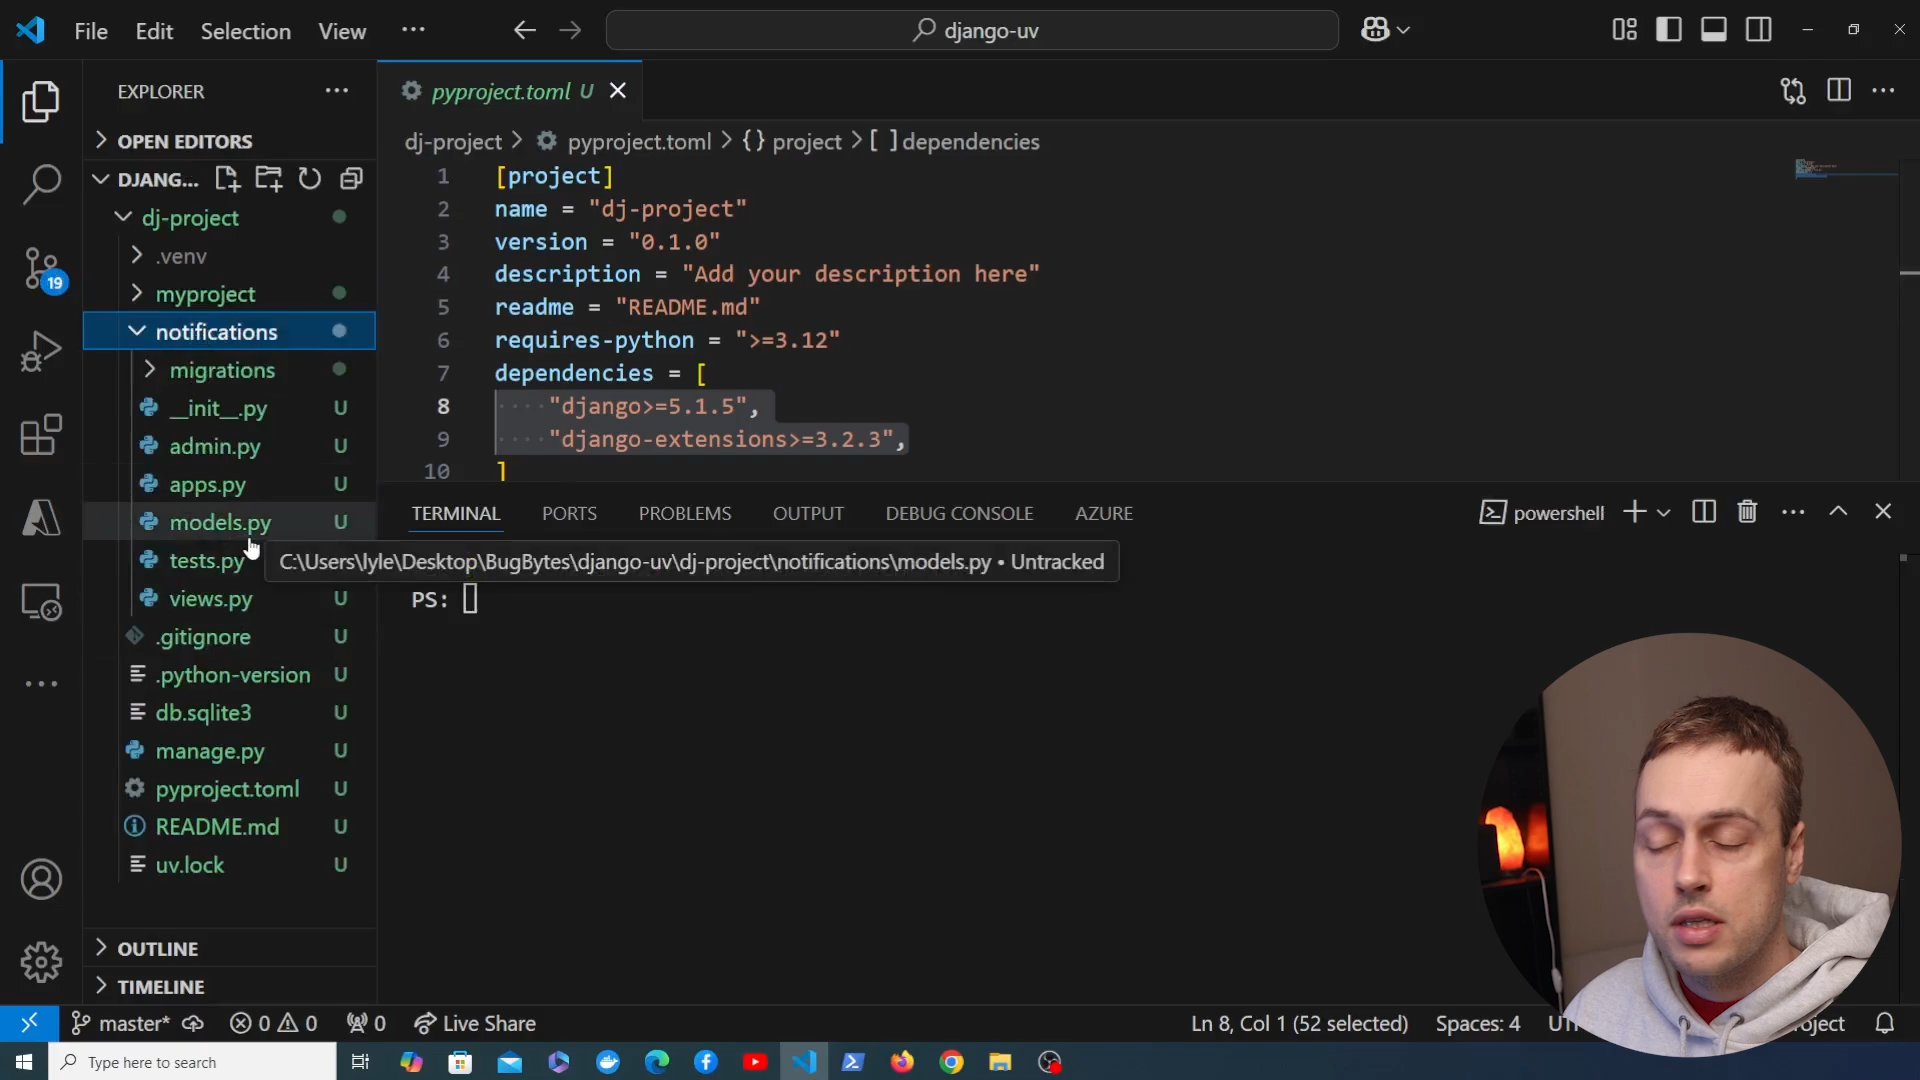 File Edit Selection View ··· django-uv
EXPLORER
OPEN EDITORS
DJANG...
dj-project
.venv
myproject
notifications
migrations
__init__.py U
admin.py U
apps.py U
models.py U
tests.py
views.py U
.gitignore U
.python-version U
db.sqlite3 U
manage.py U
pyproject.toml U
README.md U
uv.lock U
OUTLINE
TIMELINE
19
pyproject.toml U
dj-project > pyproject.toml > {} project > [ ] dependencies
1 [project]
2 name = "dj-project"
3 version = "0.1.0"
4 description = "Add your description here"
5 readme = "README.md"
6 requires-python = ">=3.12"
7 dependencies = [
8 "django>=5.1.5",
9 "django-extensions>=3.2.3",
10 ]
TERMINAL PORTS PROBLEMS OUTPUT DEBUG CONSOLE AZURE powershell
C:\Users\lyle\Desktop\BugBytes\django-uv\dj-project\notifications\models.py • Untracked
PS:
master* 0 0 0 Live Share Ln 8, Col 1 (52 selected) Spaces: 4
Type here to search